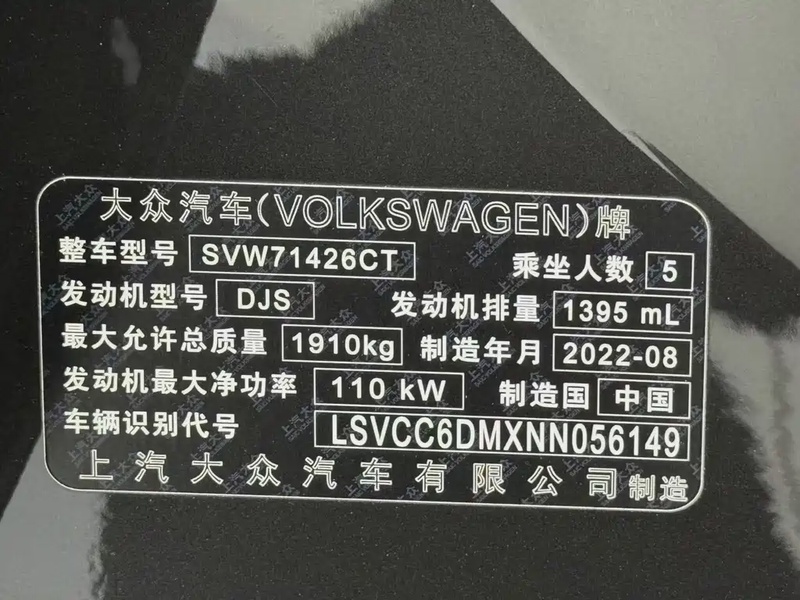 大众汽车(VOLKSWAGEN)牌
整车型号 SVW71426CT 乘坐人数 5
发动机型号 DJS 发动机排量 1395 mL
最大允许总质量 1910kg 制造年月 2022-08
发动机最大净功率 110 kW 制造国 中国
车辆识别代号 LSVCC6DMXNN056149
上汽大众汽车有限公司制造